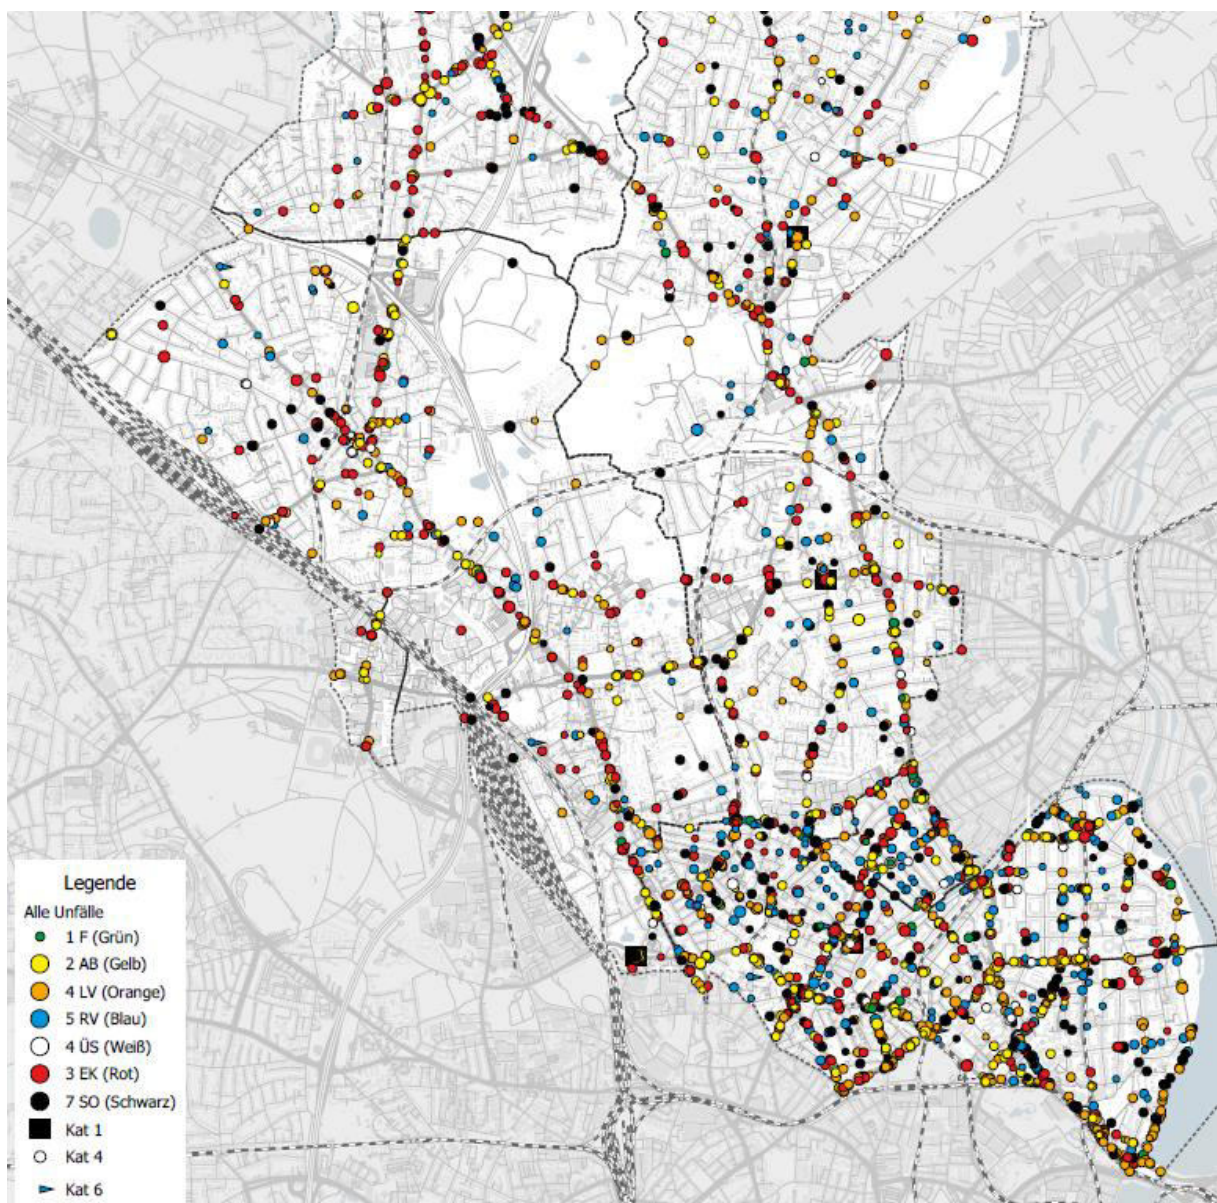 Legende
Alle Unfälle
1 F (Grün)
2 AB (Gelb)
4 LV (Orange)
5 RV (Blau)
4 ÜS (Weiß)
3 EK (Rot)
7 SO (Schwarz)
Kat 1
Kat 4
Kat 6